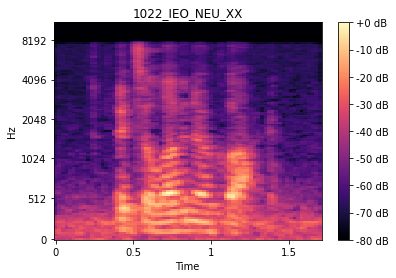 1022_IEO_NEU_XX
+0 dB
8192
-10 dB
4096
-20 dB
-30 dB
2048
Hz
-40 dB
1024
-50 dB
512
-60 dB
-70 dB
0
-80 dB
0 0.5 1 1.5
Time